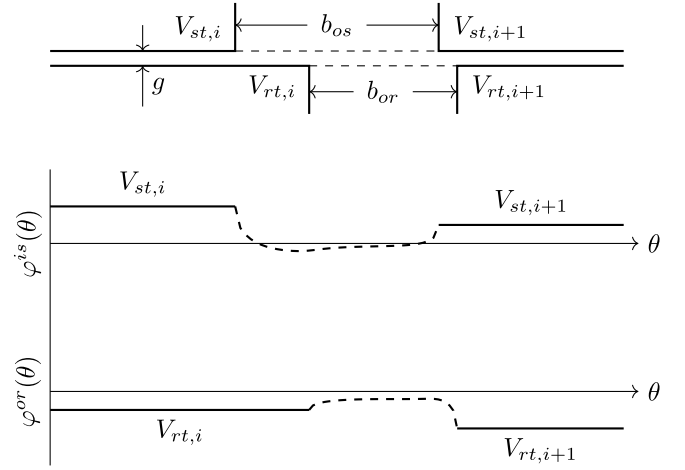 V_{st,i} b_{os} V_{st,i+1}
g V_{rt,i} b_{or} V_{rt,i+1}
V_{st,i} V_{st,i+1}
φ^{is}(θ) θ
φ^{or}(θ) θ
V_{rt,i} V_{rt,i+1}